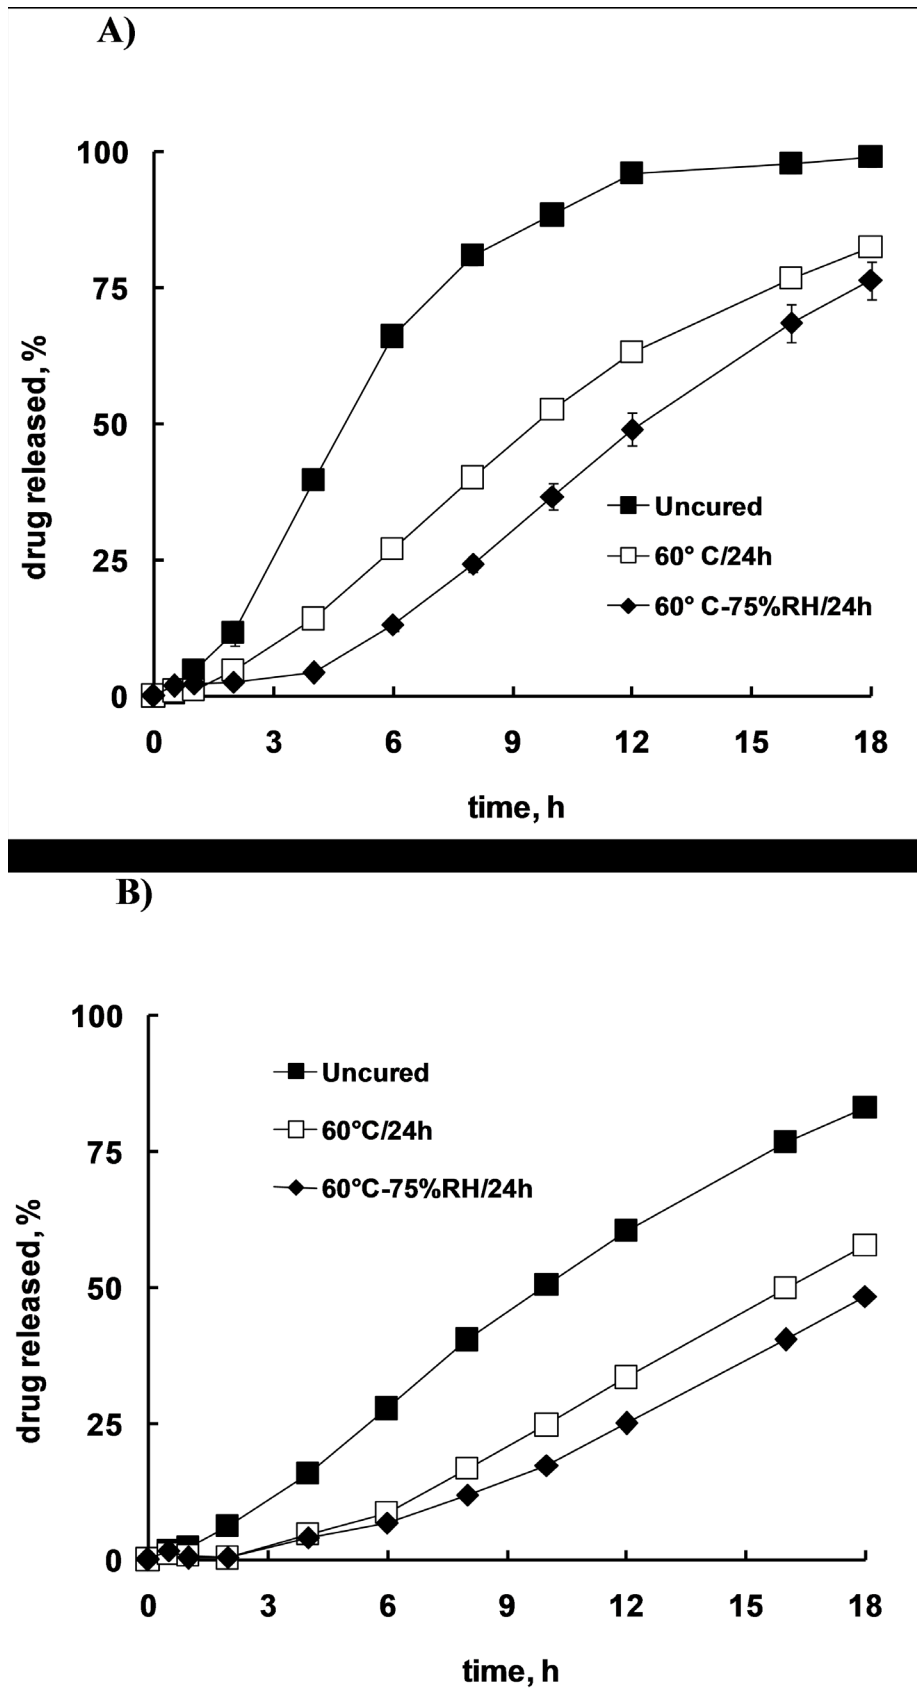 A)
100
75
50
25
0
drug released, %
Uncured
60° C/24h
60° C-75%RH/24h
0 3 6 9 12 15 18
time, h
B)
100
75
50
25
0
drug released, %
Uncured
60°C/24h
60°C-75%RH/24h
0 3 6 9 12 15 18
time, h